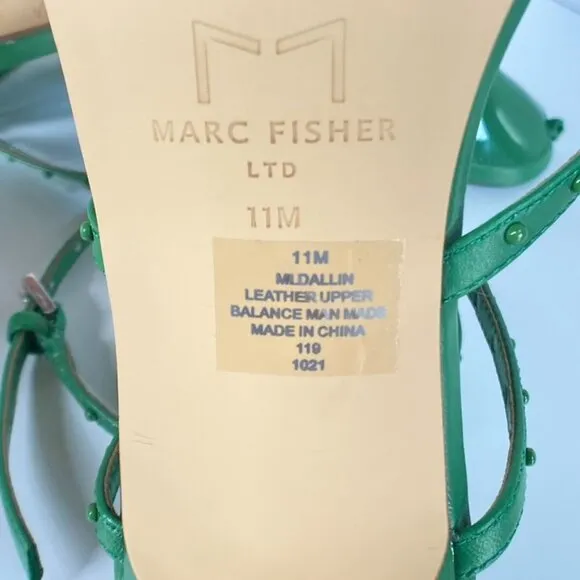 MARC FISHER
LTD
11M
11M
MLDALLIN
LEATHER UPPER
BALANCE MAN MADE
MADE IN CHINA
119
1021